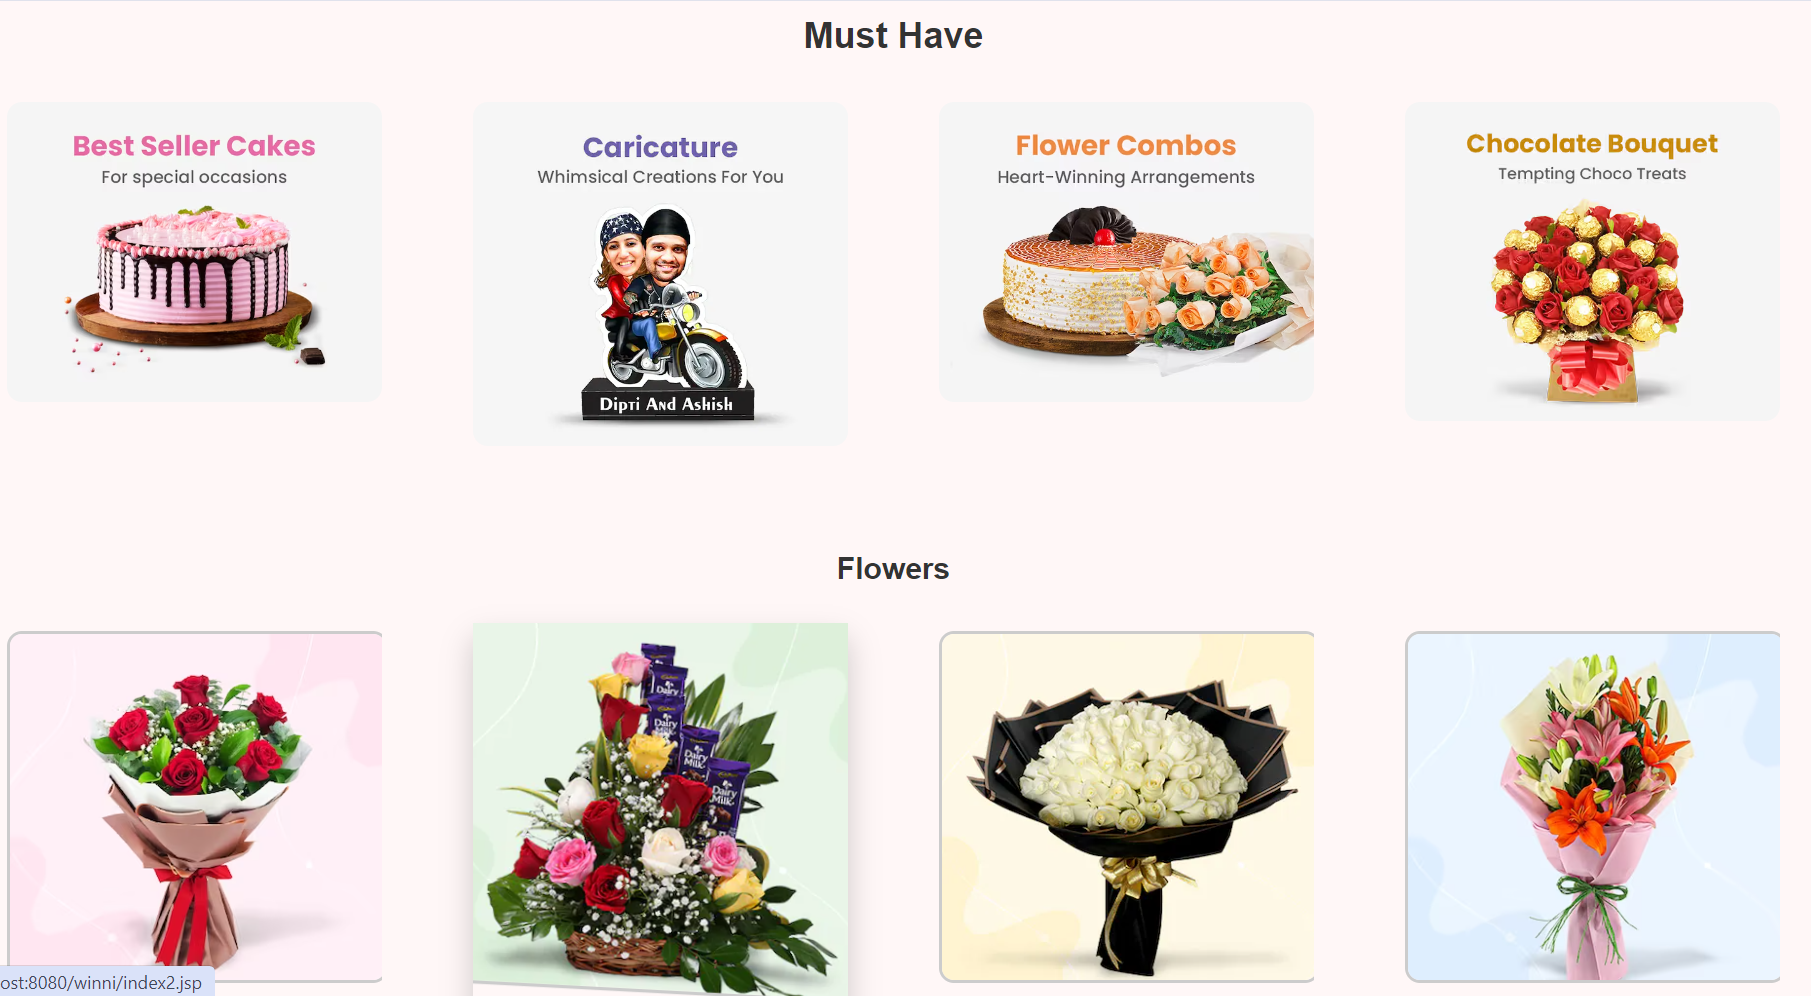 Must Have
Best Seller Cakes
For special occasions
Caricature
Whimsical Creations For You
Dipti And Ashish
Flower Combos
Heart-Winning Arrangements
Chocolate Bouquet
Tempting Choco Treats
Flowers
Dairy
Dairy Milk
Dairy Milk
Dairy Milk
ost:8080/winni/index2.jsp